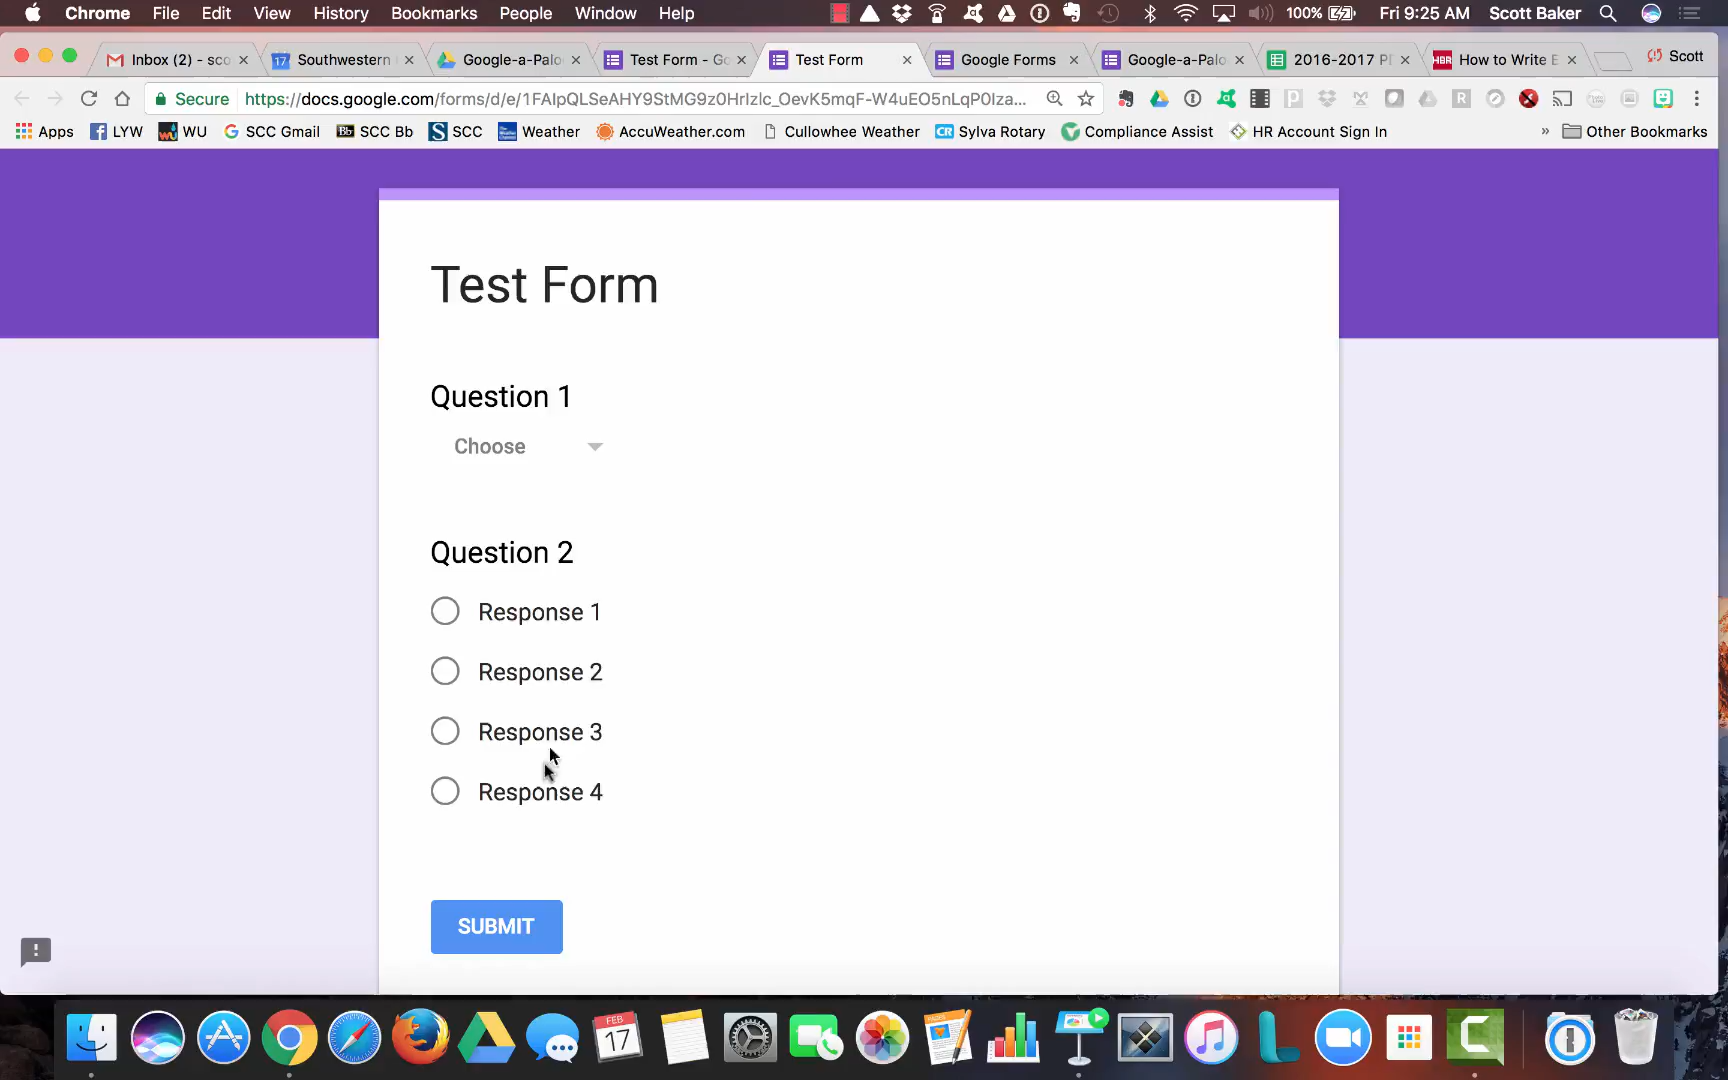 Chrome File Edit View History Bookmarks People Window Help 100% Fri 9:25 AM Scott Baker
Inbox (2) - sco
17 Southwestern
Google-a-Palo
Test Form - Go
Test Form
Google Forms
Google-a-Palo
2016-2017 P
HBR How to Write E
Scott
Secure https://docs.google.com/forms/d/e/1FAIpQLSeAHY9StMG9z0HrIzlc_OevK5mqF-W4uEO5nLqP0Iza...
Apps LYW WU SCC Gmail Bb SCC Bb SCC Weather AccuWeather.com Cullowhee Weather CR Sylva Rotary Compliance Assist HR Account Sign In » Other Bookmarks
Test Form
Question 1
Choose
Question 2
Response 1
Response 2
Response 3
Response 4
SUBMIT
FEB
17